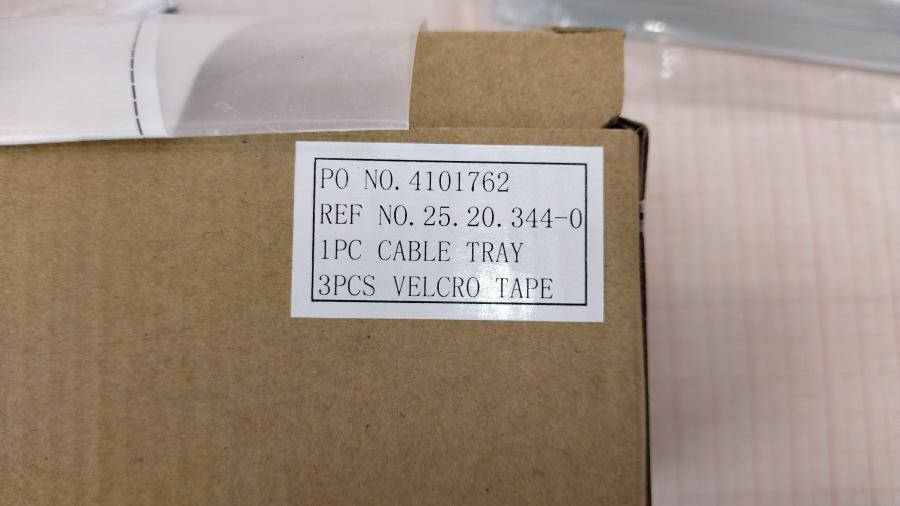 PO NO. 4101762
REF NO. 25. 20. 344-0
1PC CABLE TRAY
3PCS VELCRO TAPE